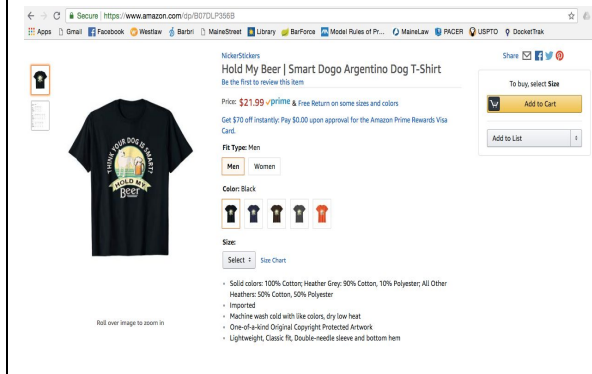 Secure | https://www.amazon.com/dp/B07DLP356B
Apps Gmail Facebook Westlaw Barbri MaineStreet Library BarForce Model Rules of Pr... MaineLaw PACER USPTO DocketTrak
NickerStickers
Share
Hold My Beer | Smart Dogo Argentino Dog T-Shirt
Be the first to review this item
To buy, select Size
Add to Cart
Add to List
Price: $21.99 prime & Free Return on some sizes and colors
Get $70 off instantly: Pay $0.00 upon approval for the Amazon Prime Rewards Visa
Card.
Fit Type: Men
Men Women
Color: Black
Size:
Select Size Chart
Solid colors: 100% Cotton; Heather Grey: 90% Cotton, 10% Polyester; All Other
Heathers: 50% Cotton, 50% Polyester
Imported
Machine wash cold with like colors, dry low heat
One-of-a-kind Original Copyright Protected Artwork
Lightweight, Classic fit, Double-needle sleeve and bottom hem
THINK YOUR DOG IS SMART?
HOLD MY
Beer
Roll over image to zoom in